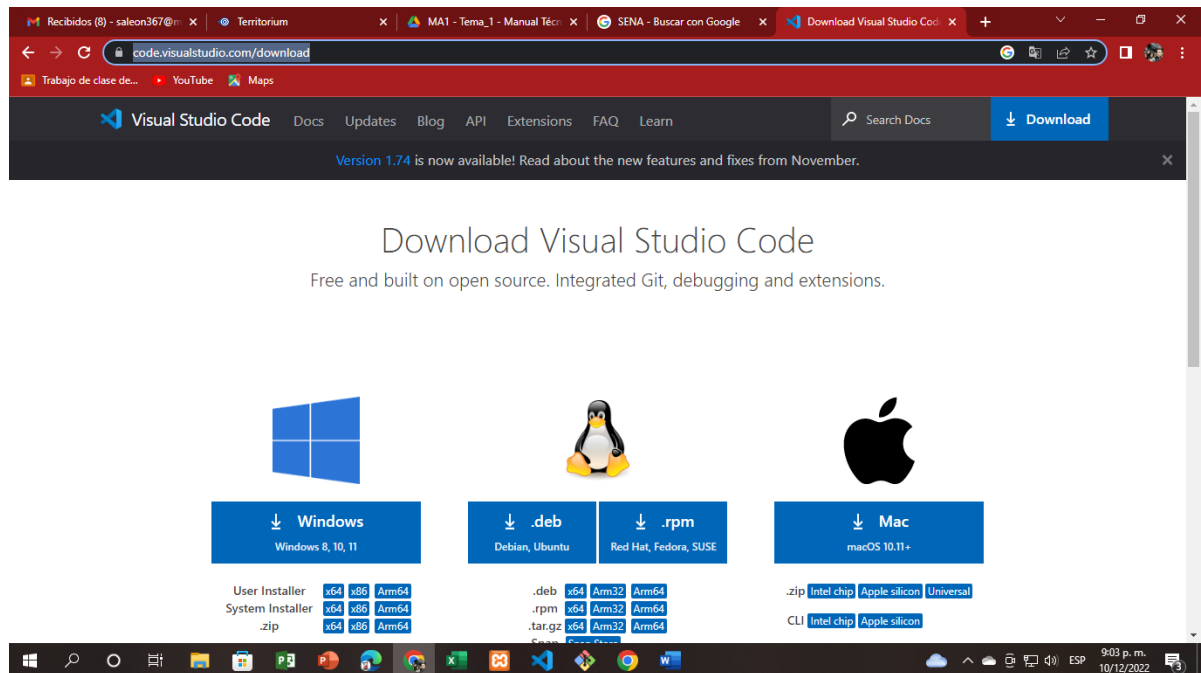 Recibidos (8) - saleon367@m
Territorium
MA1 - Tema_1 - Manual Técn
SENA - Buscar con Google
Download Visual Studio Cod
code.visualstudio.com/download
Trabajo de clase de...
YouTube
Maps
Visual Studio Code
Docs
Updates
Blog
API
Extensions
FAQ
Learn
Search Docs
Download
Version 1.74 is now available! Read about the new features and fixes from November.
Download Visual Studio Code
Free and built on open source. Integrated Git, debugging and extensions.
Windows
Windows 8, 10, 11
User Installer x64 x86 Arm64
System Installer x64 x86 Arm64
.zip x64 x86 Arm64
.deb
Debian, Ubuntu
.rpm
Red Hat, Fedora, SUSE
.deb x64 Arm32 Arm64
.rpm x64 Arm32 Arm64
.tar.gz x64 Arm32 Arm64
Snap Snap Store
Mac
macOS 10.11+
.zip Intel chip Apple silicon Universal
CLI Intel chip Apple silicon
ESP
9:03 p. m.
10/12/2022
3